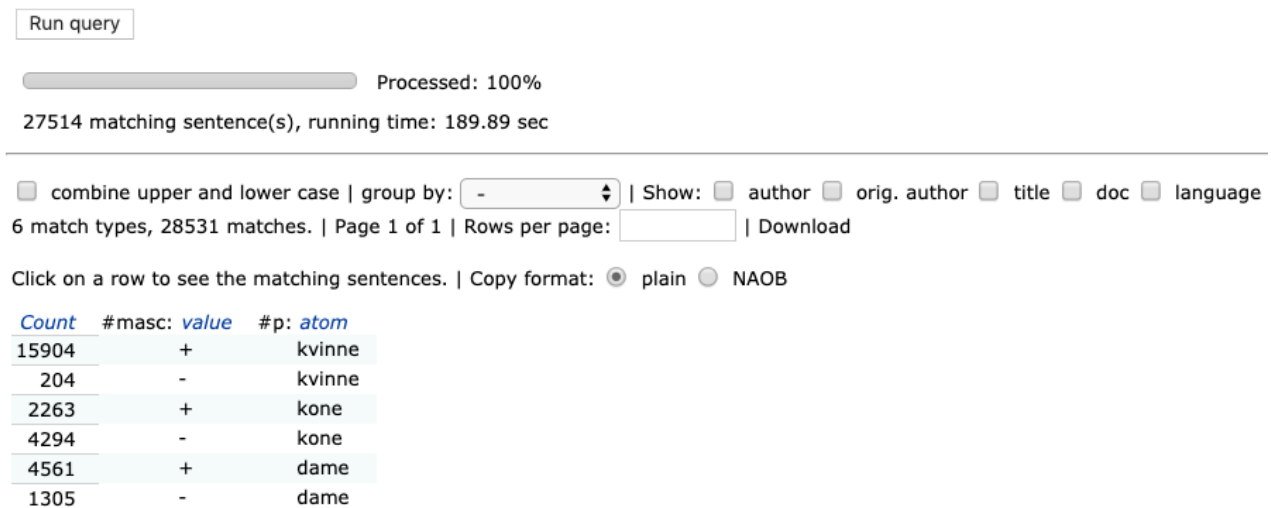 Run query
Processed: 100%
27514 matching sentence(s), running time: 189.89 sec
combine upper and lower case | group by: - | Show: author orig. author title doc language
6 match types, 28531 matches. | Page 1 of 1 | Rows per page: | Download
Click on a row to see the matching sentences. | Copy format: plain NAOB
Count #masc: value #p: atom
15904 + kvinne
204 - kvinne
2263 + kone
4294 - kone
4561 + dame
1305 - dame